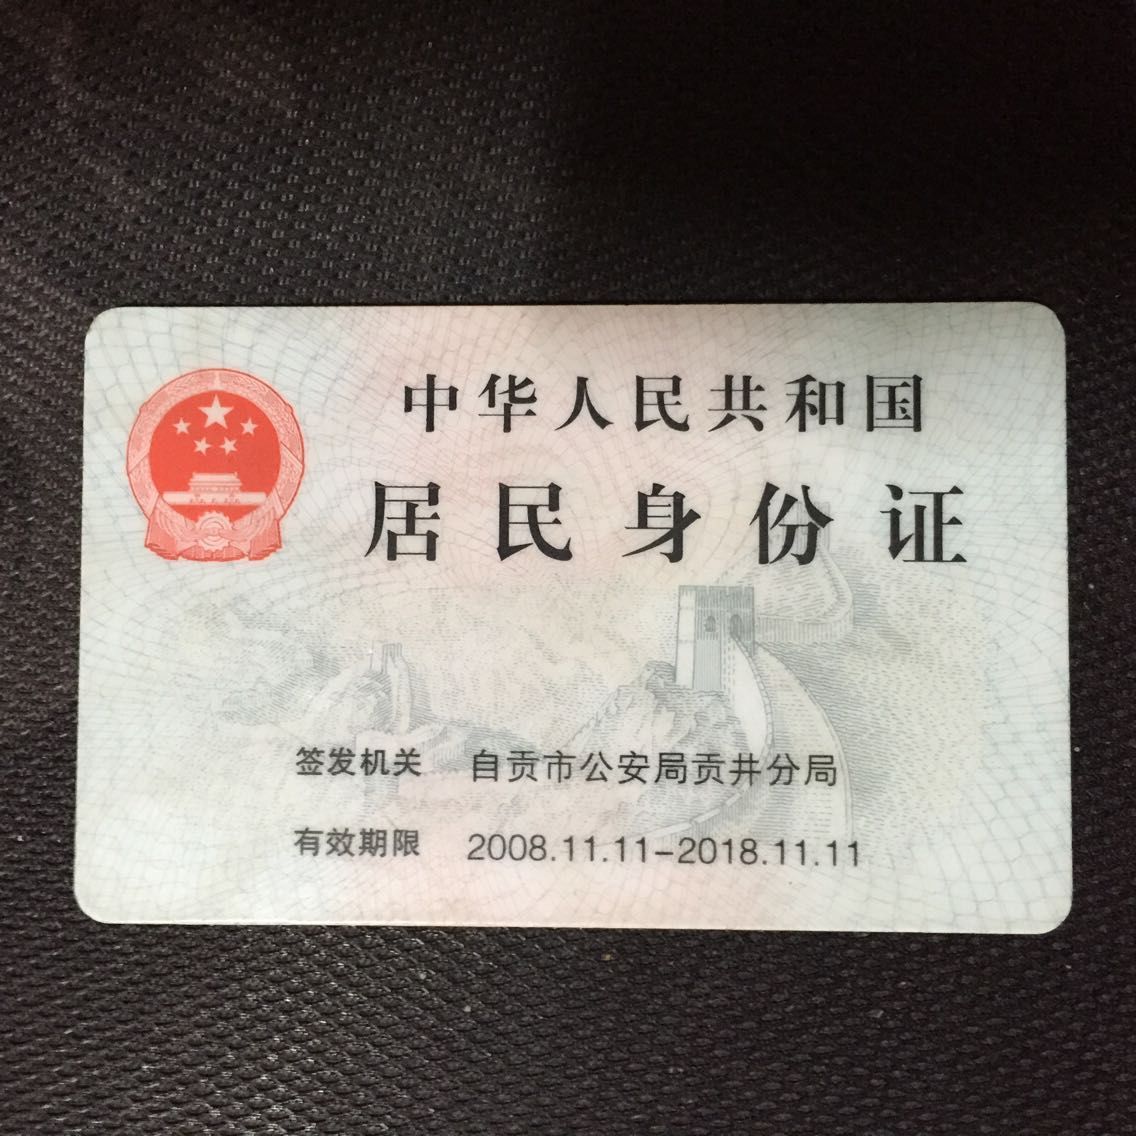 中华人民共和国
居民身份证
签发机关 自贡市公安局贡井分局
有效期限 2008.11.11-2018.11.11